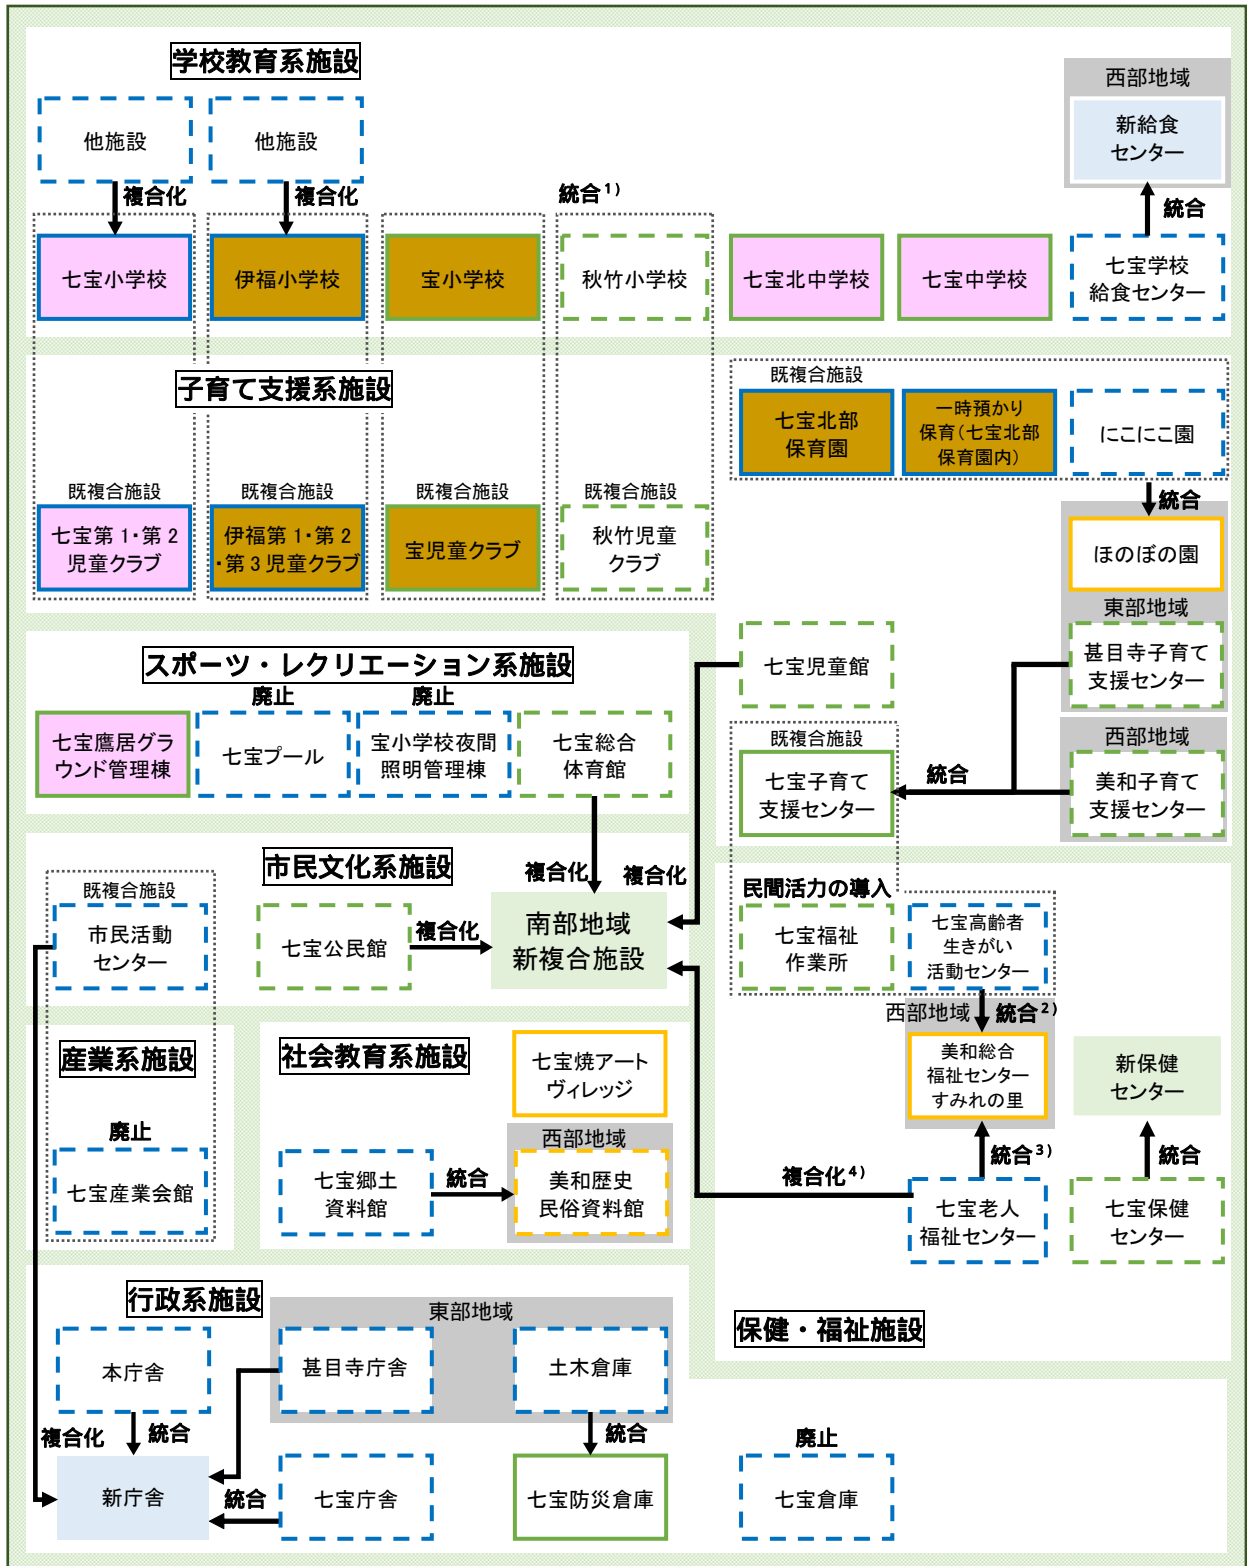 学校教育系施設
西部地域
他施設
他施設
新給食
センター
複合化
複合化
統合¹⁾
統合
七宝小学校
伊福小学校
宝小学校
秋竹小学校
七宝北中学校
七宝中学校
七宝学校
給食センター
子育て支援系施設
既複合施設
七宝北部
保育園
一時預かり
保育(七宝北部
保育園内)
にこにこ園
既複合施設
既複合施設
既複合施設
既複合施設
統合
七宝第1・第2
児童クラブ
伊福第1・第2
・第3児童クラブ
宝児童クラブ
秋竹児童
クラブ
ほのぼの園
東部地域
スポーツ・レクリエーション系施設
七宝児童館
甚目寺子育て
支援センター
廃止
廃止
七宝鷹居グラ
ウンド管理棟
七宝プール
宝小学校夜間
照明管理棟
七宝総合
体育館
既複合施設
西部地域
七宝子育て
支援センター
統合
美和子育て
支援センター
市民文化系施設
複合化
複合化
既複合施設
民間活力の導入
市民活動
センター
七宝公民館
複合化
南部地域
新複合施設
七宝福祉
作業所
七宝高齢者
生きがい
活動センター
西部地域
統合²⁾
産業系施設
社会教育系施設
七宝焼アート
ヴィレッジ
美和総合
福祉センター
すみれの里
新保健
センター
廃止
西部地域
統合³⁾
統合
七宝産業会館
七宝郷土
資料館
統合
美和歴史
民俗資料館
複合化⁴⁾
七宝老人
福祉センター
七宝保健
センター
行政系施設
東部地域
保健・福祉施設
本庁舎
甚目寺庁舎
土木倉庫
複合化
統合
統合
廃止
新庁舎
統合
七宝庁舎
七宝防災倉庫
七宝倉庫